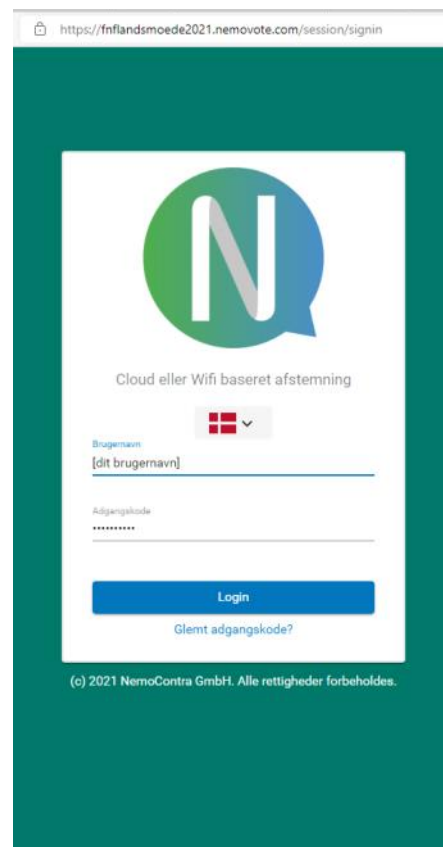 https://fnflandsmoede2021.nemovote.com/session/signin
N
Cloud eller Wifi baseret afstemning
Brugernavn
[dit brugernavn]
Adgangskode
••••••••••
Login
Glemt adgangskode?
(c) 2021 NemoContra GmbH. Alle rettigheder forbeholdes.